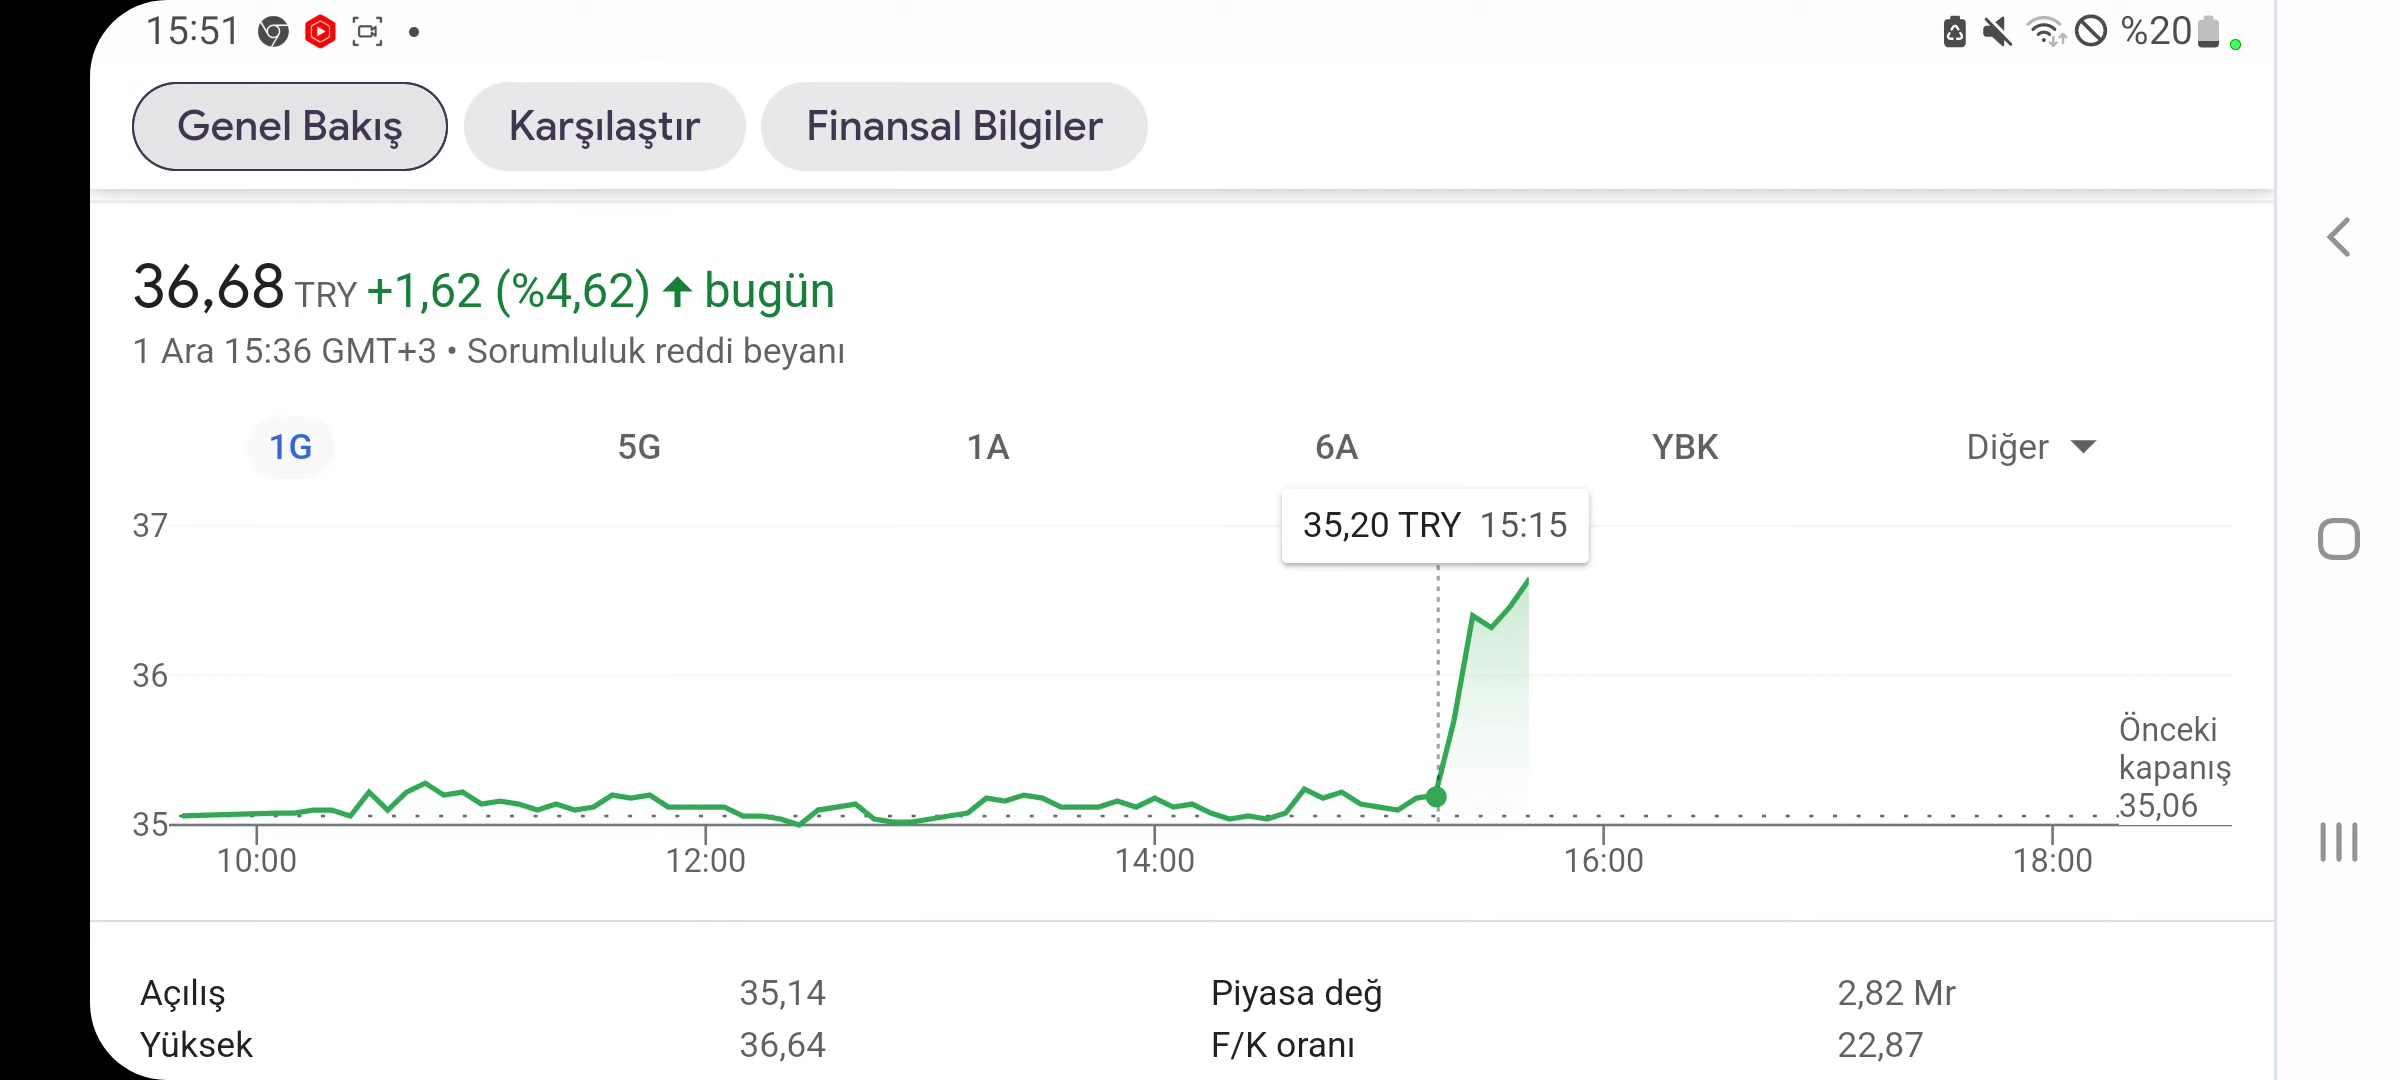 15:51 %20
Genel Bakış Karşılaştır Finansal Bilgiler
36,68 TRY +1,62 (%4,62) ↑ bugün
1 Ara 15:36 GMT+3 • Sorumluluk reddi beyanı
1G 5G 1A 6A YBK Diğer
35,20 TRY 15:15
37
36
35
Önceki
kapanış
35,06
10:00 12:00 14:00 16:00 18:00
Açılış 35,14 Piyasa değ 2,82 Mr
Yüksek 36,64 F/K oranı 22,87